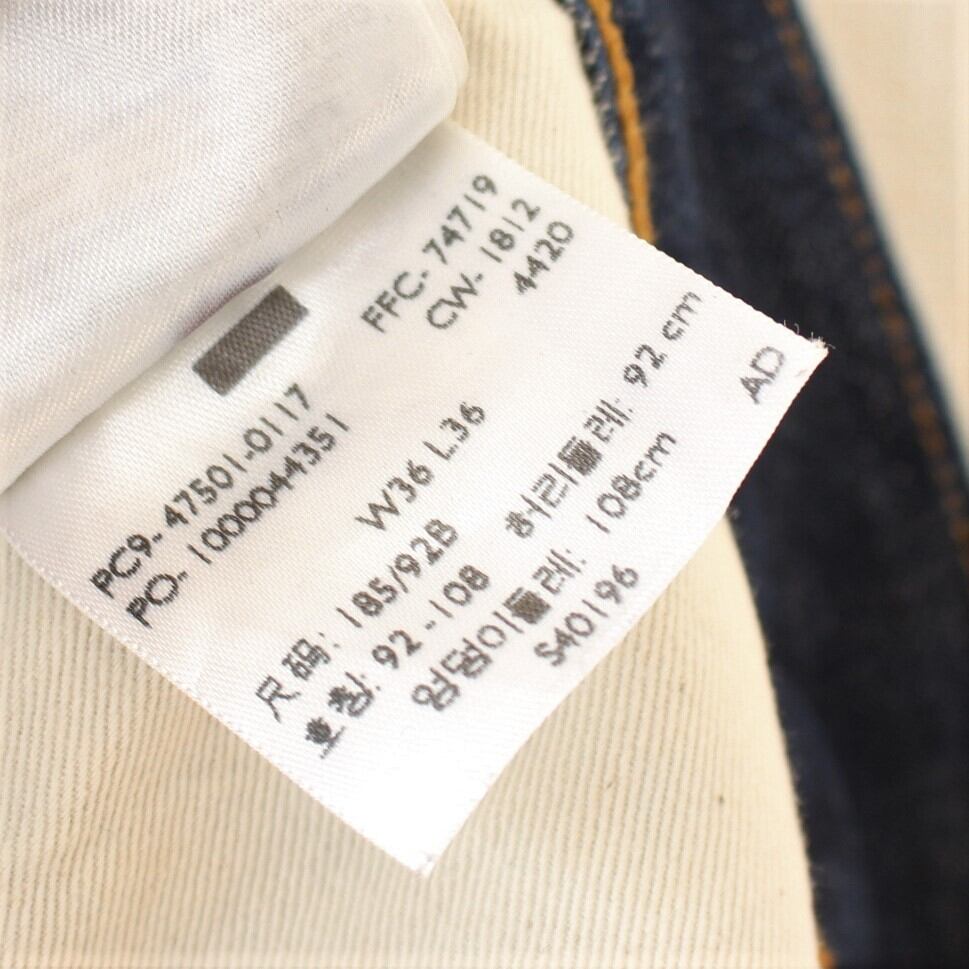 FFC- 74719
CW- 1812
4420
PC9- 47501-0117
PO- 1000044351
W36 L36
尺码: 185/92B
호칭: 92 -108
허리둘레: 92 cm
엉덩이둘레: 108cm
S40196
AD